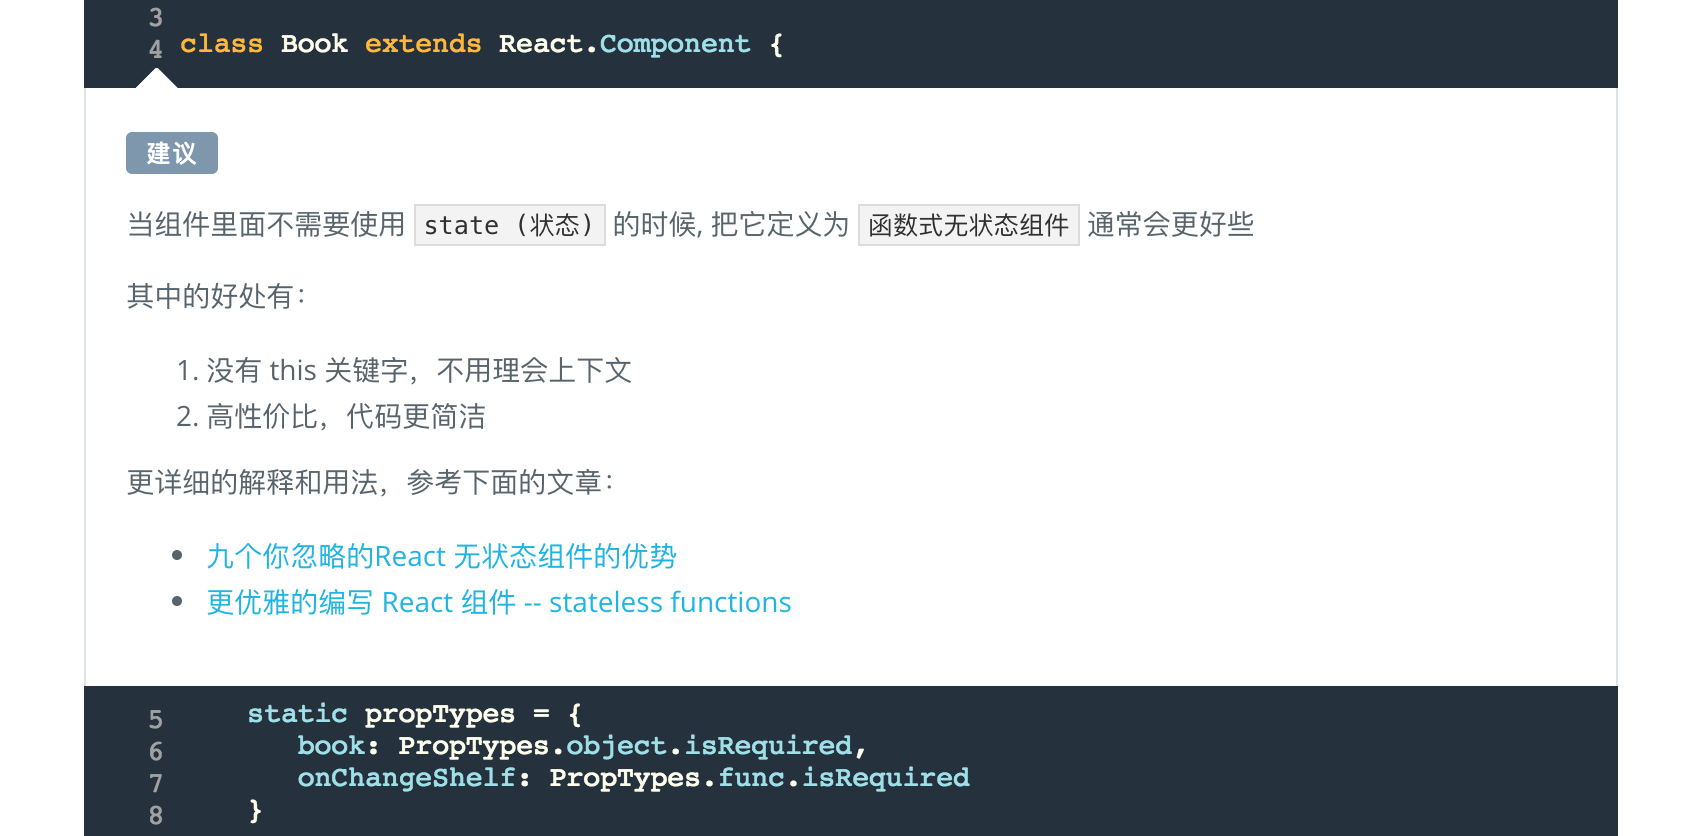 3
4 class Book extends React.Component {
建议
当组件里面不需要使用 state (状态) 的时候, 把它定义为 函数式无状态组件 通常会更好些
其中的好处有：
1. 没有 this 关键字，不用理会上下文
2. 高性价比，代码更简洁
更详细的解释和用法，参考下面的文章：
• 九个你忽略的React 无状态组件的优势
• 更优雅的编写 React 组件 -- stateless functions
5 static propTypes = {
6 book: PropTypes.object.isRequired,
7 onChangeShelf: PropTypes.func.isRequired
8 }